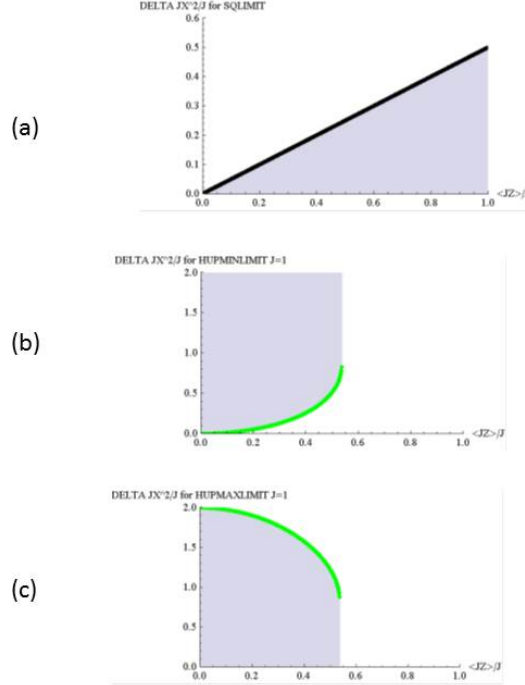 DELTA JX^2/J for SQLIMIT
0.6
0.5
0.4
(a)
0.3
0.2
0.1
0.0
<JZ>/
0.0 0.2 0.4 0.6 0.8 1.0
DELTA JX^2/J for HUPMINLIMIT J=1
2.0
1.5
(b)
1.0
0.5
0.0
<JZ>/J
0.0 0.2 0.4 0.6 0.8 1.0
DELTA JX^2/J for HUPMAXLIMIT J=1
2.0
1.5
(c)
1.0
0.5
0.0
<JZ>/J
0.0 0.2 0.4 0.6 0.8 1.0